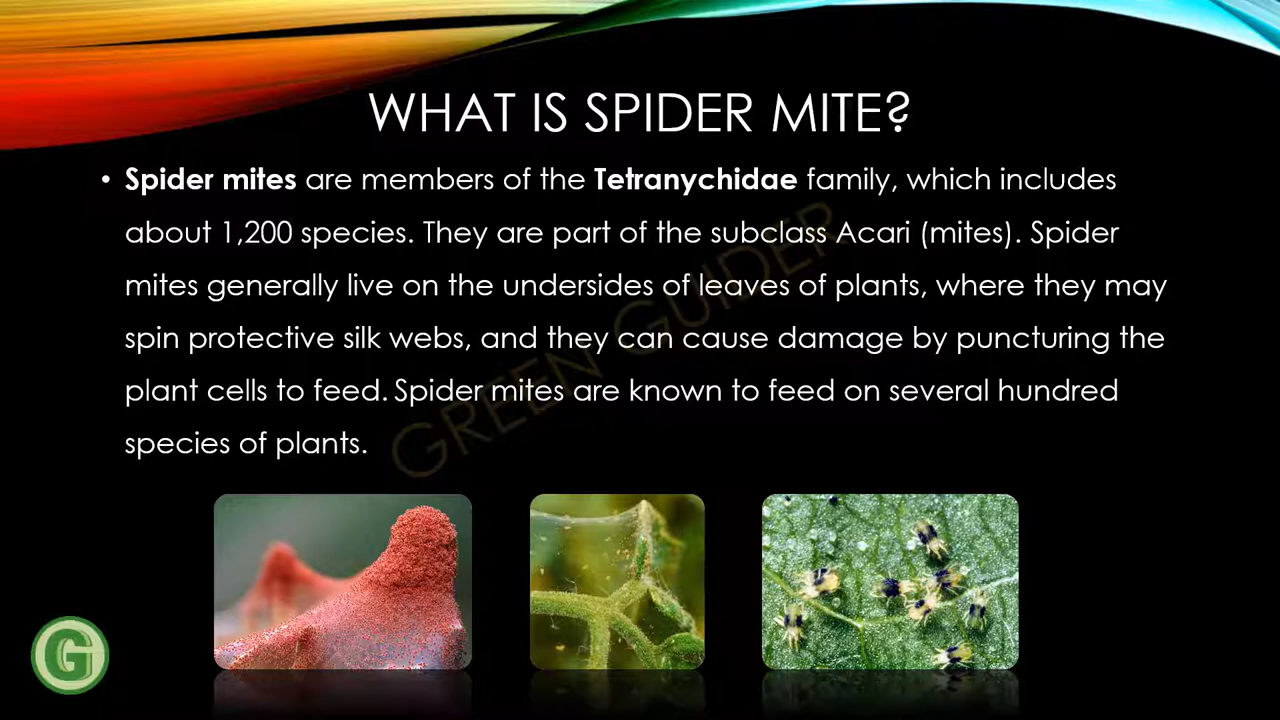 WHAT IS SPIDER MITE?
• Spider mites are members of the Tetranychidae family, which includes
about 1,200 species. They are part of the subclass Acari (mites). Spider
mites generally live on the undersides of leaves of plants, where they may
spin protective silk webs, and they can cause damage by puncturing the
plant cells to feed. Spider mites are known to feed on several hundred
species of plants.
GREEN GUIDER
G